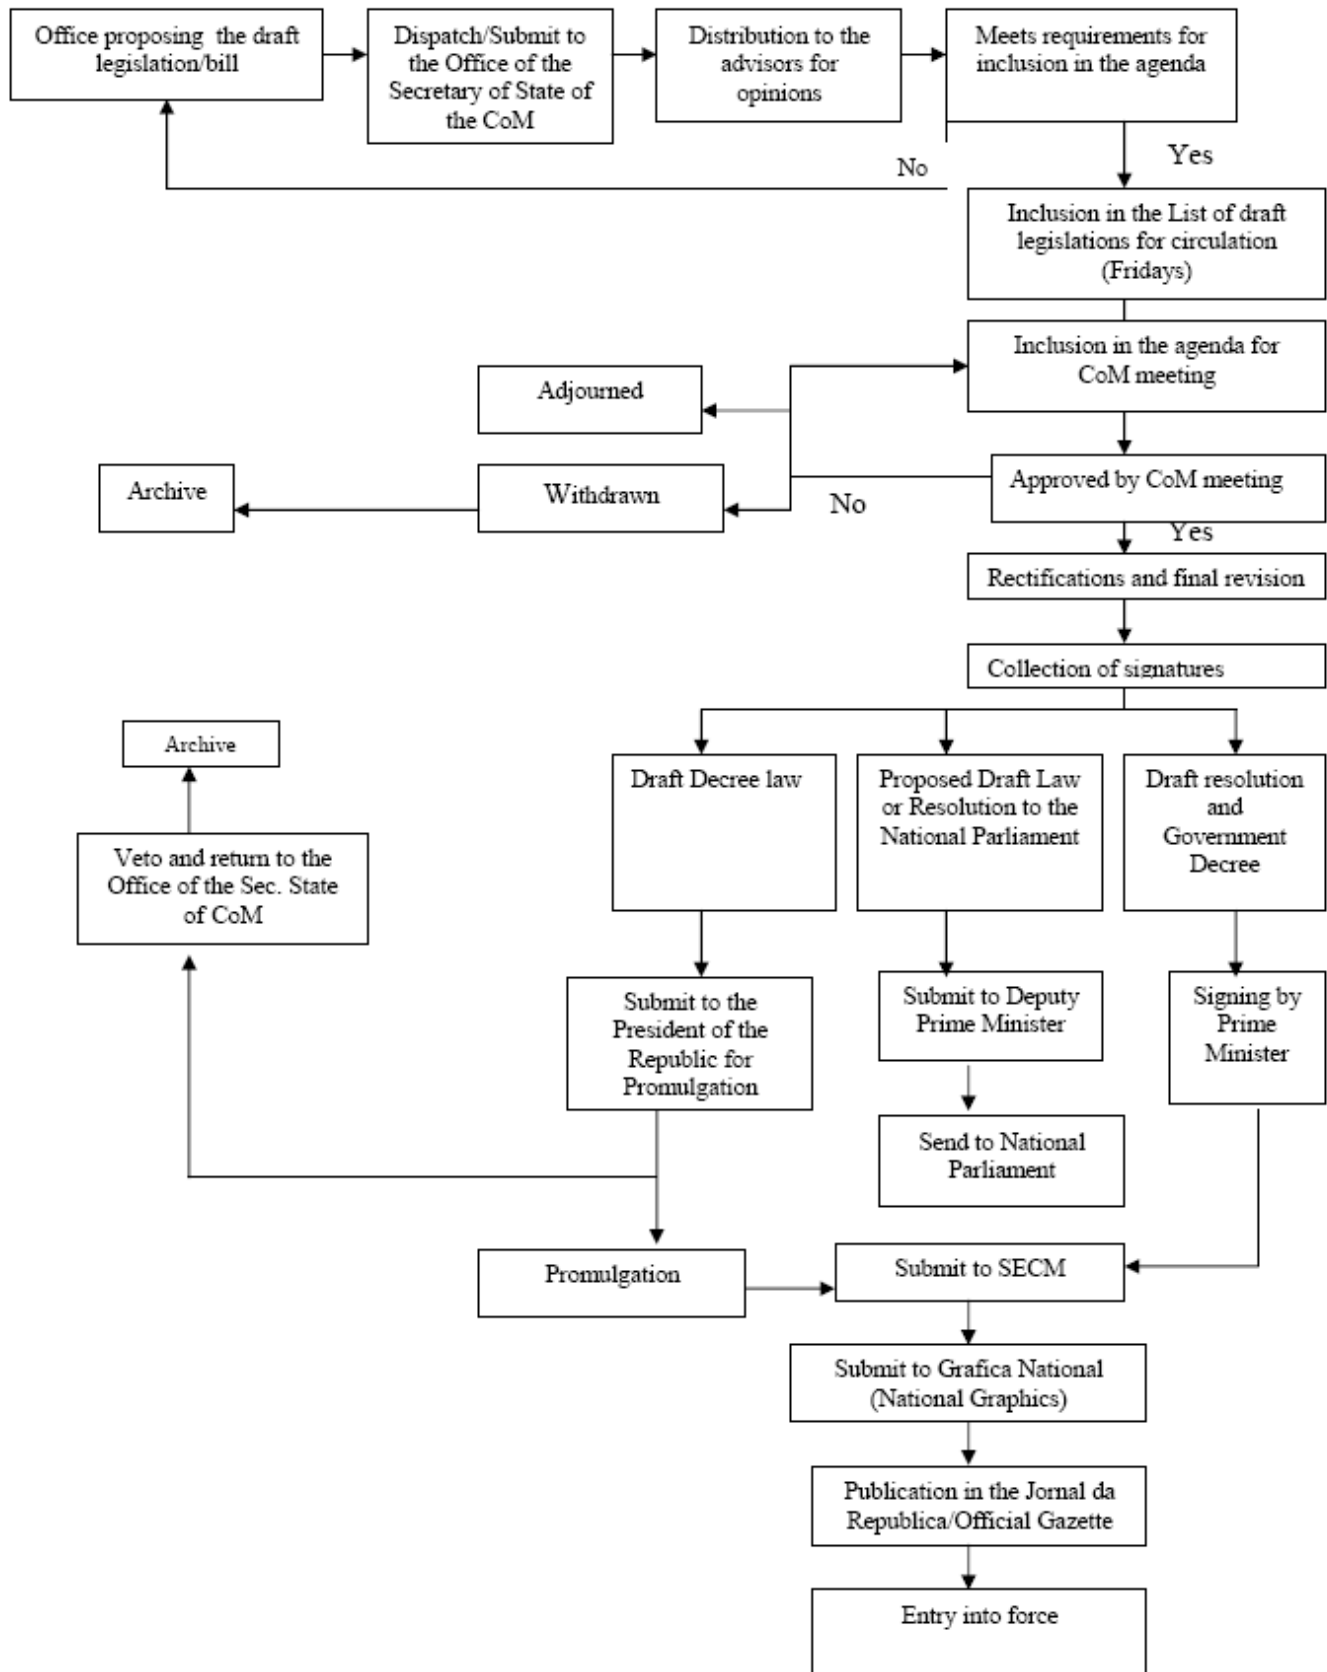 Office proposing  the draft
legislation/bill
Dispatch/Submit to
the Office of the
Secretary of State of
the CoM
Distribution to the
advisors for
opinions
Meets requirements for
inclusion in the agenda
Yes
No
Inclusion in the List of draft
legislations for circulation
(Fridays)
Inclusion in the agenda for
CoM meeting
Adjourned
Archive
Withdrawn
No
Approved by CoM meeting
Yes
Rectifications and final revision
Collection of signatures
Archive
Draft Decree law
Proposed Draft Law
or Resolution to the
National Parliament
Draft resolution
and
Government
Decree
Veto and return to the
Office of the Sec. State
of CoM
Submit to the
President of the
Republic for
Promulgation
Submit to Deputy
Prime Minister
Signing by
Prime
Minister
Send to National
Parliament
Promulgation
Submit to SECM
Submit to Grafica National
(National Graphics)
Publication in the Jornal da
Republica/Official Gazette
Entry into force